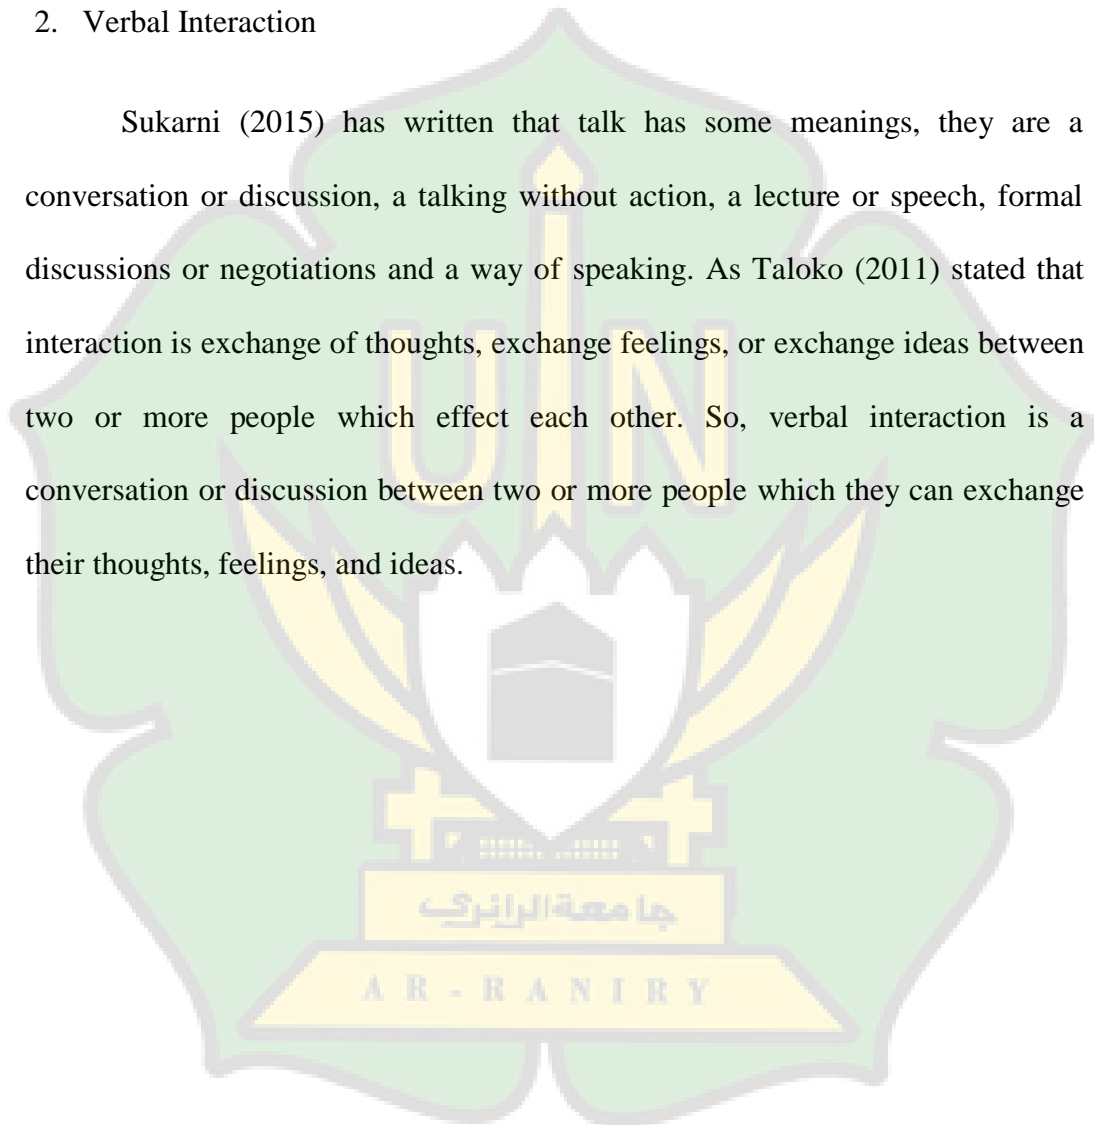 2. Verbal Interaction
Sukarni (2015) has written that talk has some meanings, they are a
conversation or discussion, a talking without action, a lecture or speech, formal
discussions or negotiations and a way of speaking. As Taloko (2011) stated that
interaction is exchange of thoughts, exchange feelings, or exchange ideas between
two or more people which effect each other. So, verbal interaction is a
conversation or discussion between two or more people which they can exchange
their thoughts, feelings, and ideas.
UIN
جامعة الرانري
AR-RANIRY